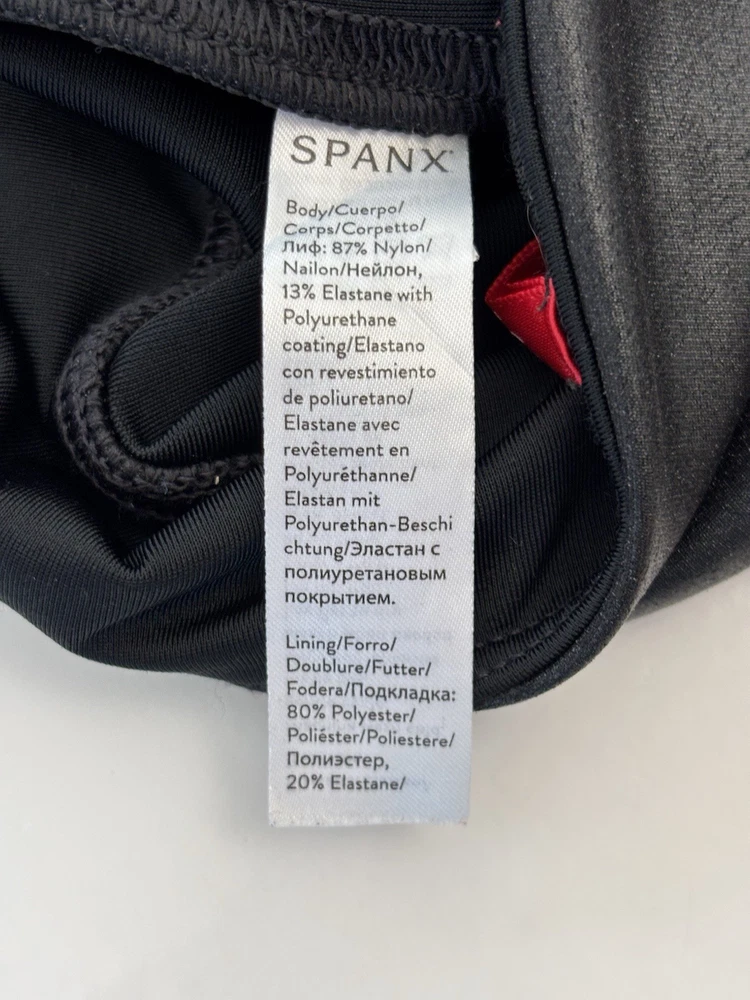 SPANX
Body/Cuerpo/
Corps/Corpetto/
Лиф: 87% Nylon/
Nailon/Нейлон,
13% Elastane with
Polyurethane
coating/Elastano
con revestimiento
de poliuretano/
Elastane avec
revêtement en
Polyuréthanne/
Elastan mit
Polyurethan-Beschi
chtung/Эластан с
полиуретановым
покрытием.
Lining/Forro/
Doublure/Futter/
Fodera/Подкладка:
80% Polyester/
Poliéster/Poliestere/
Полиэстер,
20% Elastane/